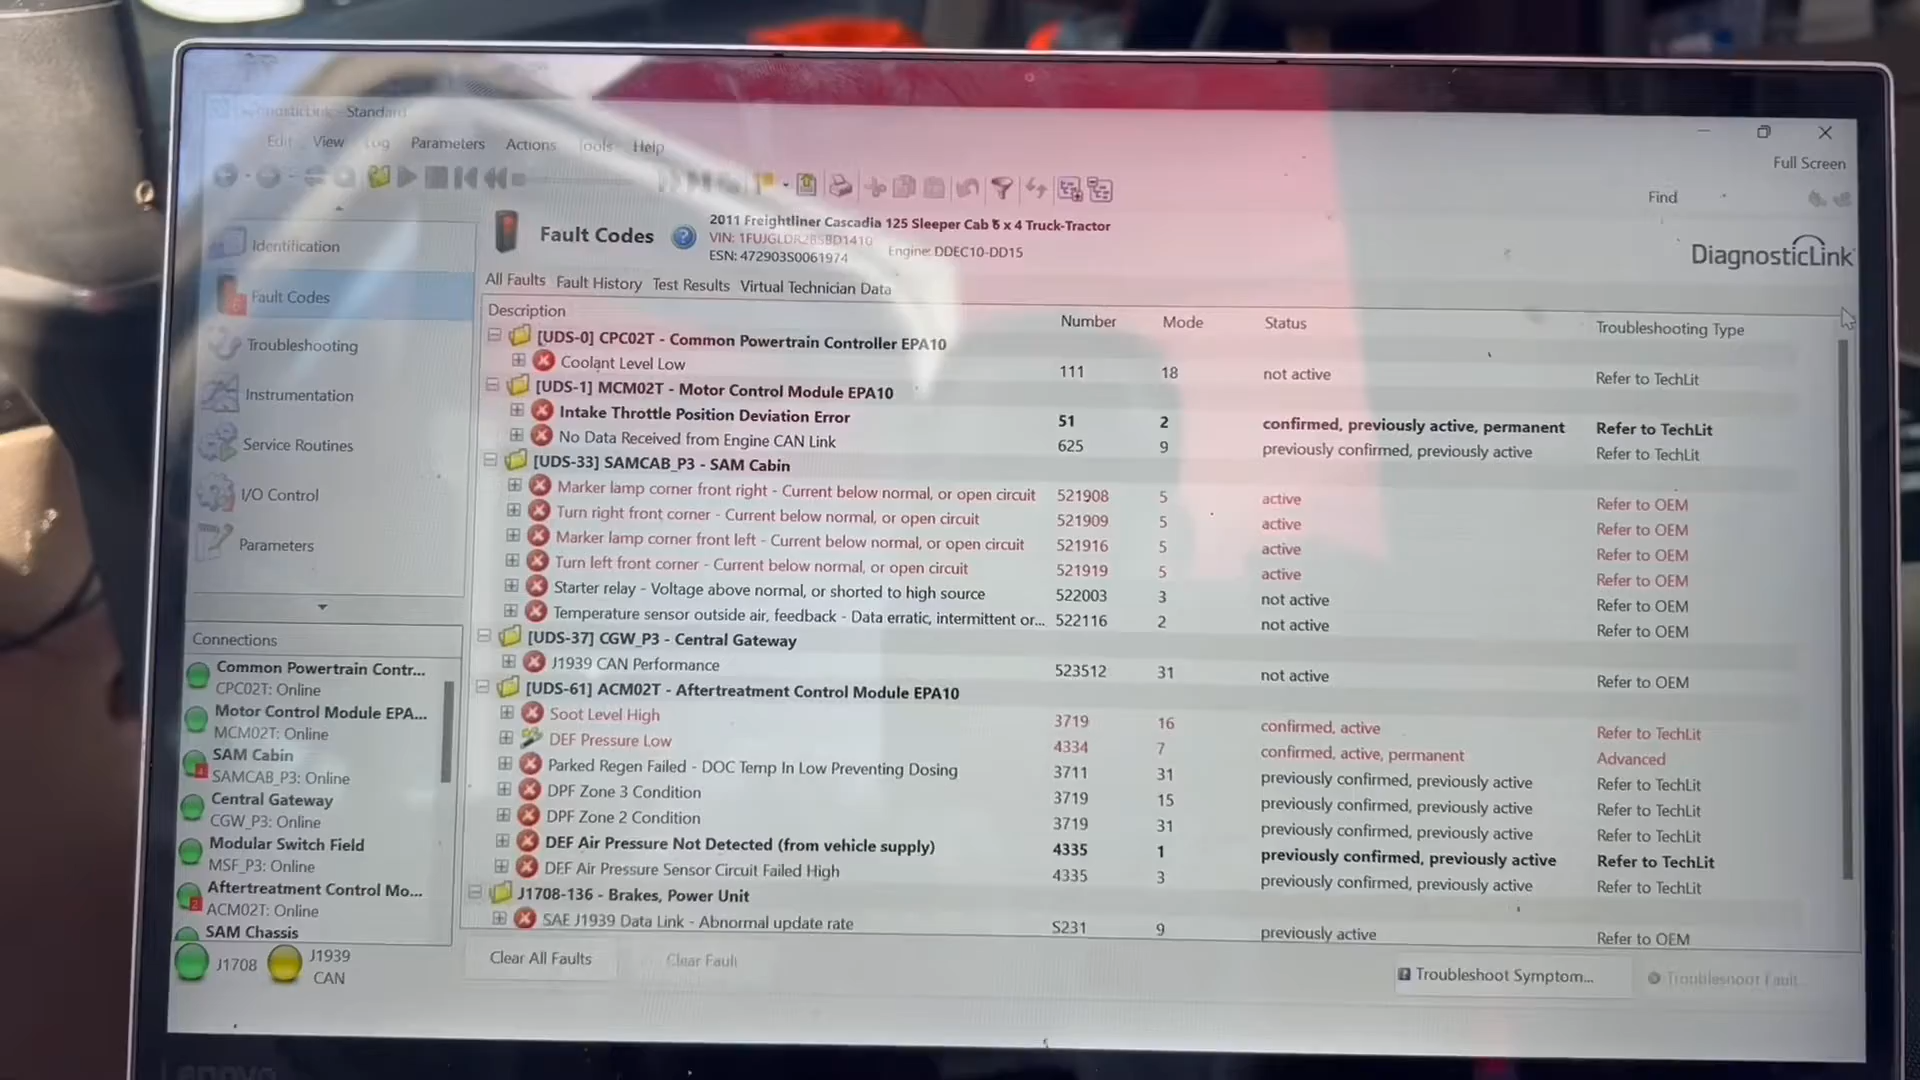 DiagnosticLink - Standard
Edit View Log Parameters Actions Tools Help
Full Screen
Find
Fault Codes
2011 Freightliner Cascadia 125 Sleeper Cab 6 x 4 Truck-Tractor
ESN: 472903S0061974
Engine: DDEC10-DD15
DiagnosticLink
All Faults Fault History Test Results Virtual Technician Data
Identification
Fault Codes
Troubleshooting
Instrumentation
Service Routines
I/O Control
Parameters
Description Number Mode Status Troubleshooting Type
[UDS-0] CPC02T - Common Powertrain Controller EPA10
Coolant Level Low 111 18 not active Refer to TechLit
[UDS-1] MCM02T - Motor Control Module EPA10
Intake Throttle Position Deviation Error 51 2 confirmed, previously active, permanent Refer to TechLit
No Data Received from Engine CAN Link 625 9 previously confirmed, previously active Refer to TechLit
[UDS-33] SAMCAB_P3 - SAM Cabin
Marker lamp corner front right - Current below normal, or open circuit 521908 5 active Refer to OEM
Turn right front corner - Current below normal, or open circuit 521909 5 active Refer to OEM
Marker lamp corner front left - Current below normal, or open circuit 521916 5 active Refer to OEM
Turn left front corner - Current below normal, or open circuit 521919 5 active Refer to OEM
Starter relay - Voltage above normal, or shorted to high source 522003 3 not active Refer to OEM
Temperature sensor outside air, feedback - Data erratic, intermittent or... 522116 2 not active Refer to OEM
[UDS-37] CGW_P3 - Central Gateway
J1939 CAN Performance 523512 31 not active Refer to OEM
[UDS-61] ACM02T - Aftertreatment Control Module EPA10
Soot Level High 3719 16 confirmed, active Refer to TechLit
DEF Pressure Low 4334 7 confirmed, active, permanent Advanced
Parked Regen Failed - DOC Temp In Low Preventing Dosing 3711 31 previously confirmed, previously active Refer to TechLit
DPF Zone 3 Condition 3719 15 previously confirmed, previously active Refer to TechLit
DPF Zone 2 Condition 3719 31 previously confirmed, previously active Refer to TechLit
DEF Air Pressure Not Detected (from vehicle supply) 4335 1 previously confirmed, previously active Refer to TechLit
DEF Air Pressure Sensor Circuit Failed High 4335 3 previously confirmed, previously active Refer to TechLit
J1708-136 - Brakes, Power Unit
SAE J1939 Data Link - Abnormal update rate S231 9 previously active Refer to OEM
Connections
Common Powertrain Contr...
CPC02T: Online
Motor Control Module EPA...
MCM02T: Online
SAM Cabin
SAMCAB_P3: Online
Central Gateway
CGW_P3: Online
Modular Switch Field
MSF_P3: Online
Aftertreatment Control Mo...
ACM02T: Online
SAM Chassis
J1708
J1939
CAN
Clear All Faults Clear Fault
Troubleshoot Symptom... Troubleshoot Fault...
Lenovo